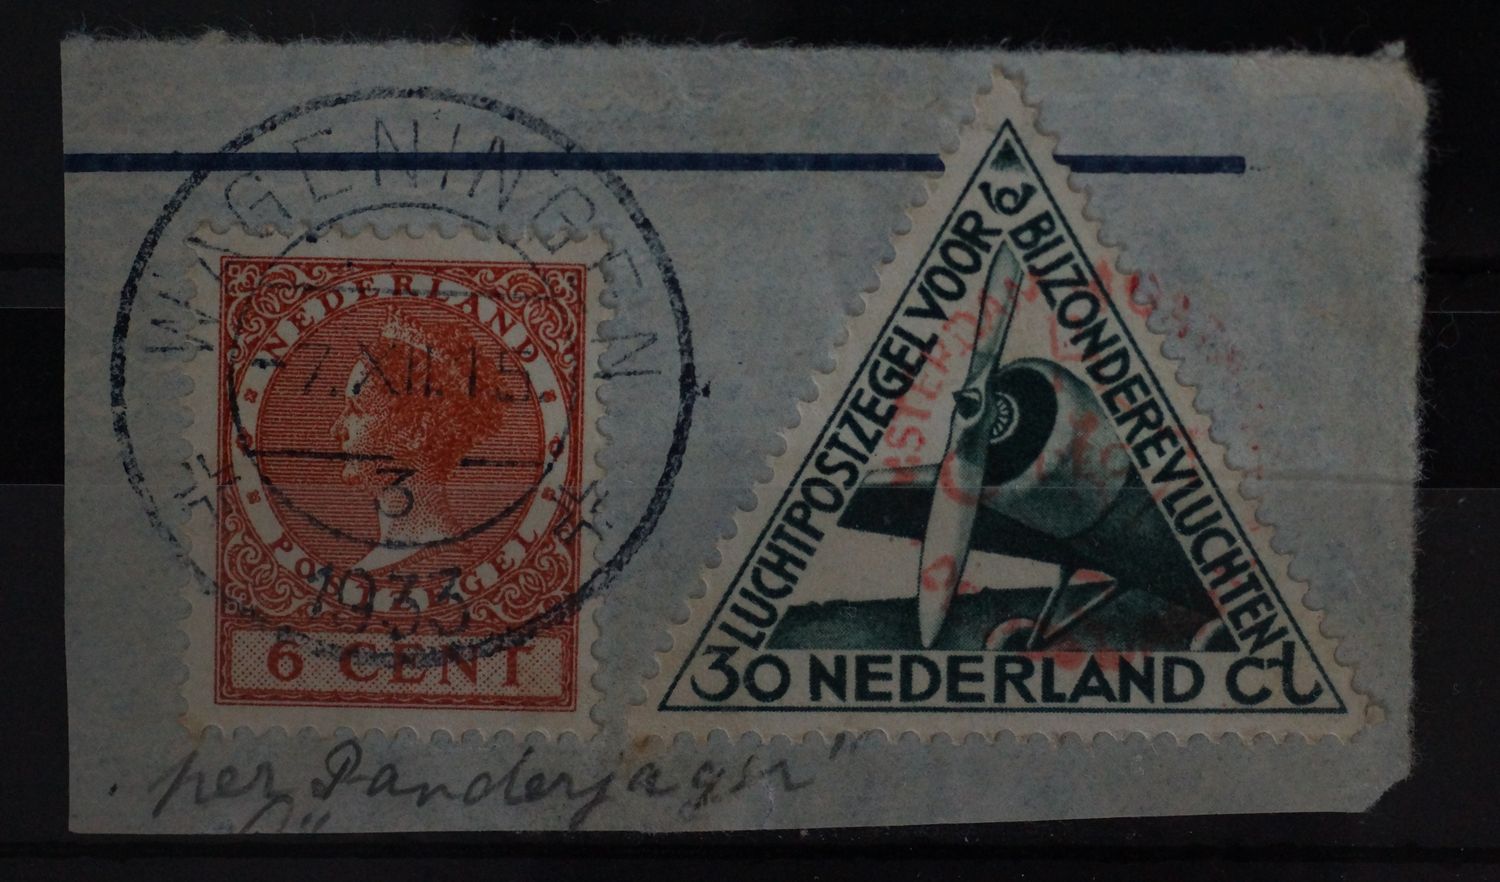 WAGENINGEN
-7.XII.15.
3
1933
NEDERLAND
POSTZEGEL
6 CENT
LUCHTPOSTZEGEL VOOR
BIJZONDERE VLUCHTEN
30 NEDERLAND CT
per Panderjager"